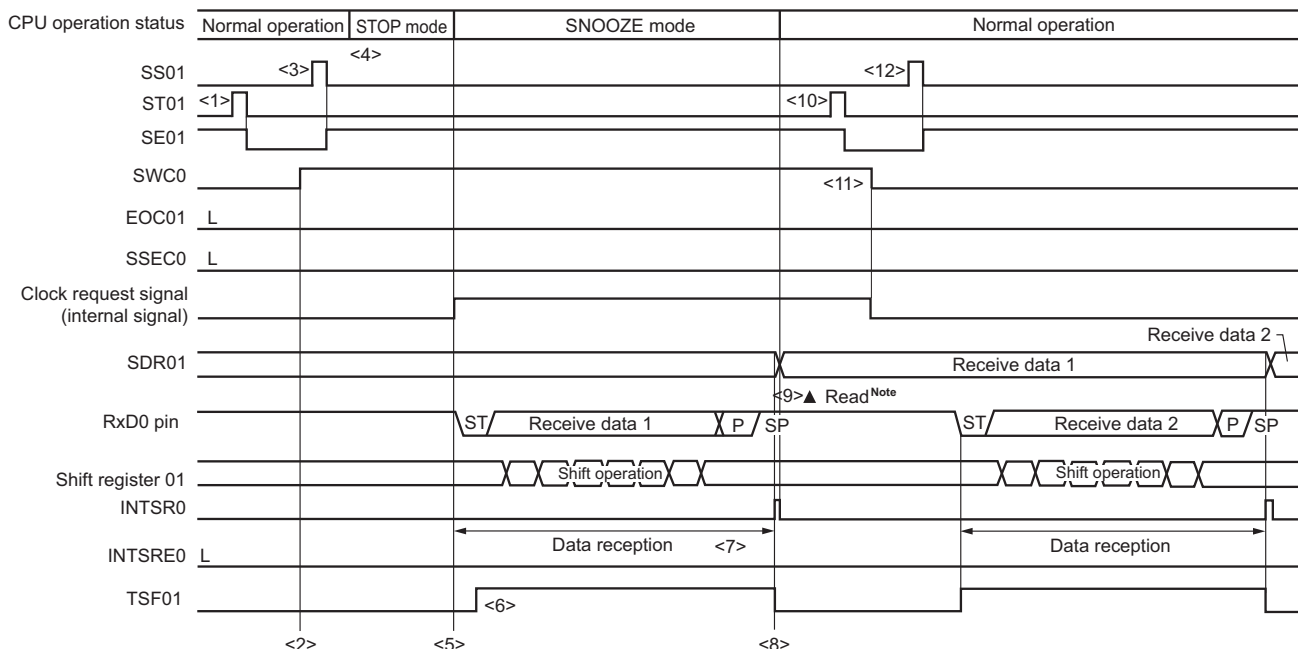 CPU operation status Normal operation STOP mode SNOOZE mode Normal operation
<4>
SS01 <3> <12>
ST01 <1> <10>
SE01
SWC0 <11>
EOC01 L
SSEC0 L
Clock request signal
(internal signal)
Receive data 2
SDR01 Receive data 1
<9>▲ Read Note
RxD0 pin ST Receive data 1 P SP ST Receive data 2 P SP
Shift register 01 Shift operation Shift operation
INTSR0
Data reception <7> Data reception
INTSRE0 L
TSF01 <6>
<2> <5> <8>